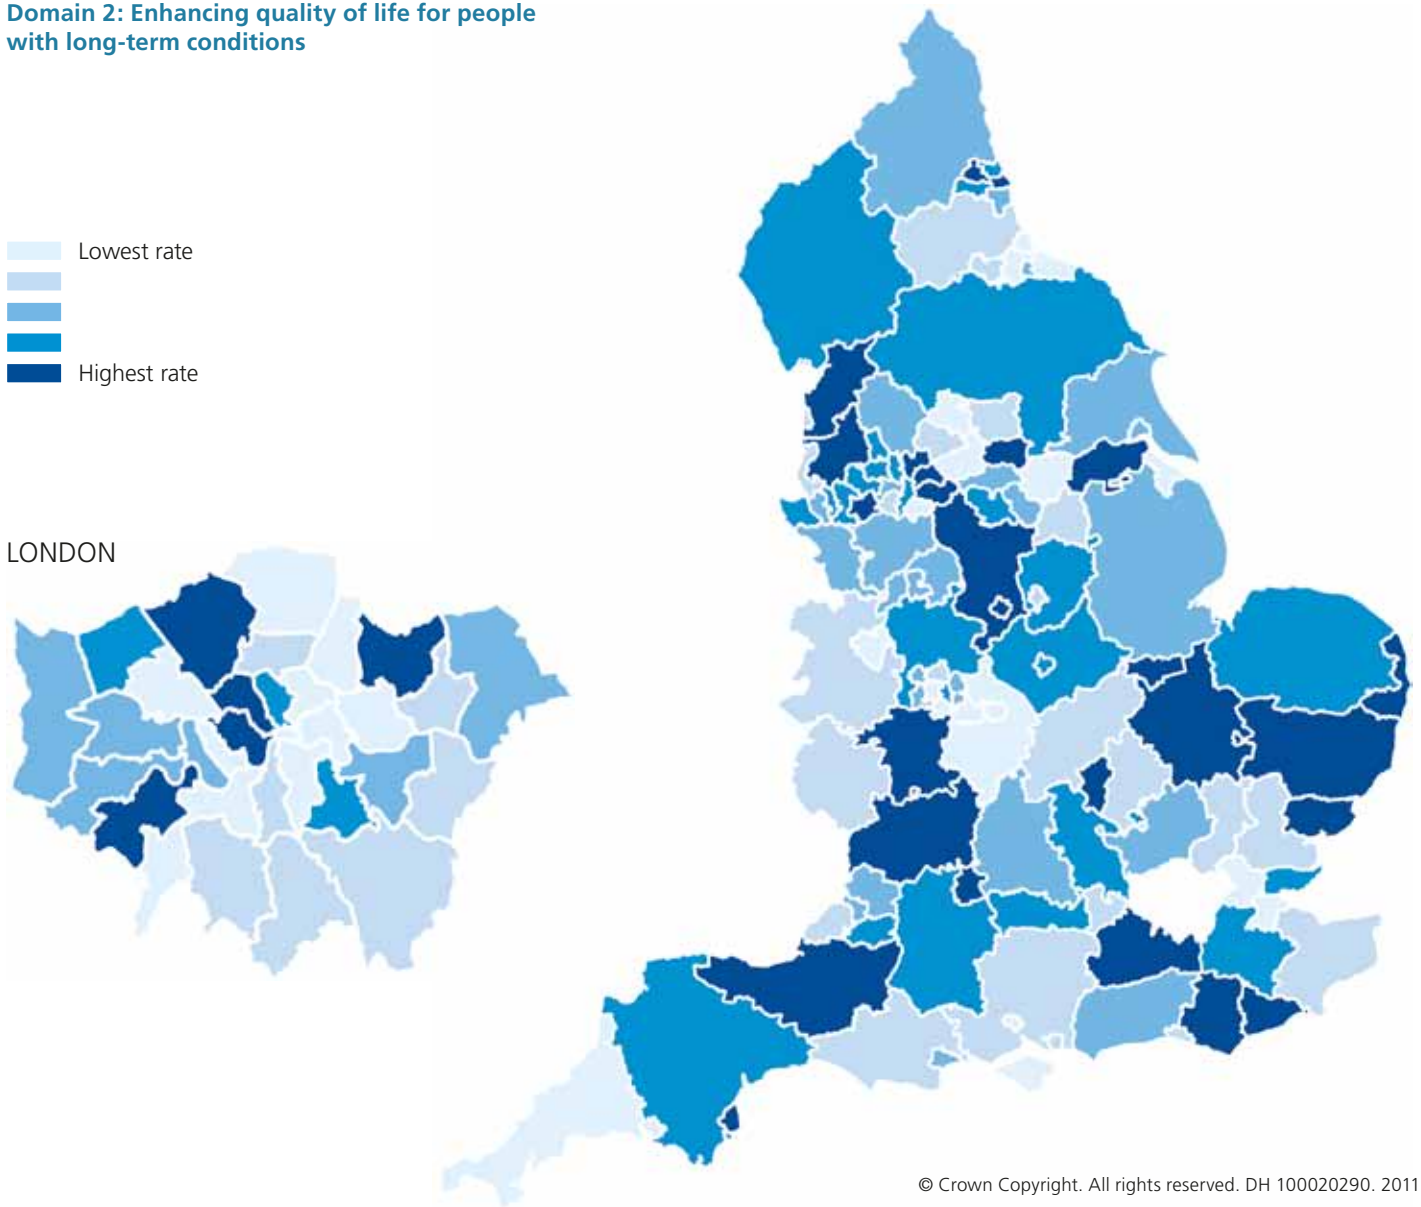 Domain 2: Enhancing quality of life for people
with long-term conditions
Lowest rate
Highest rate
LONDON
© Crown Copyright. All rights reserved. DH 100020290. 2011